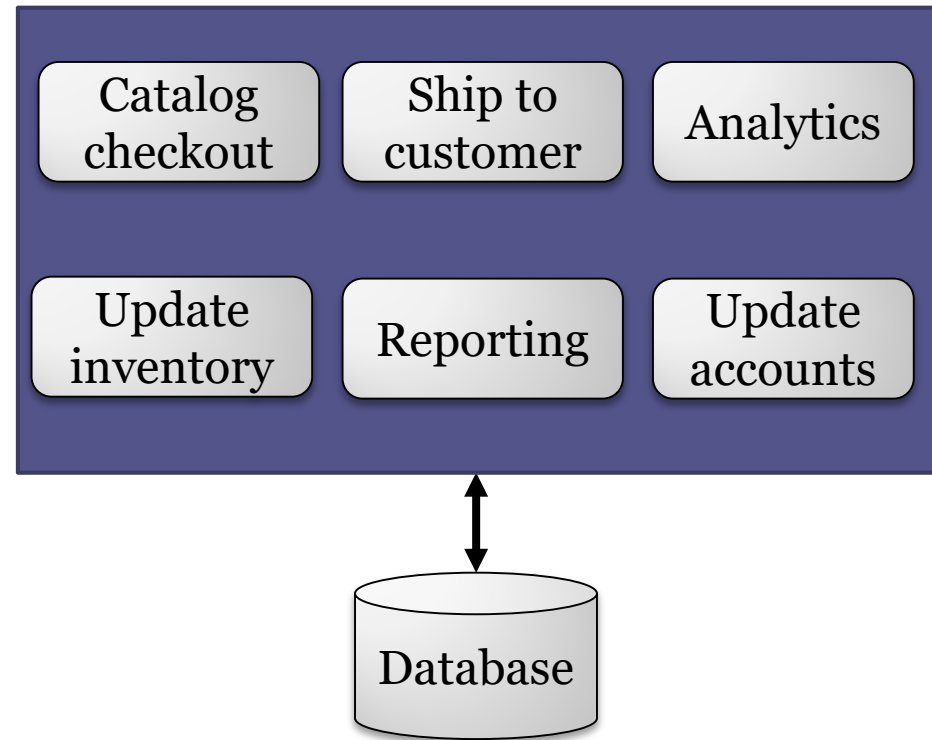 Catalog
checkout
Ship to
customer
Analytics
Update
inventory
Reporting
Update
accounts
Database